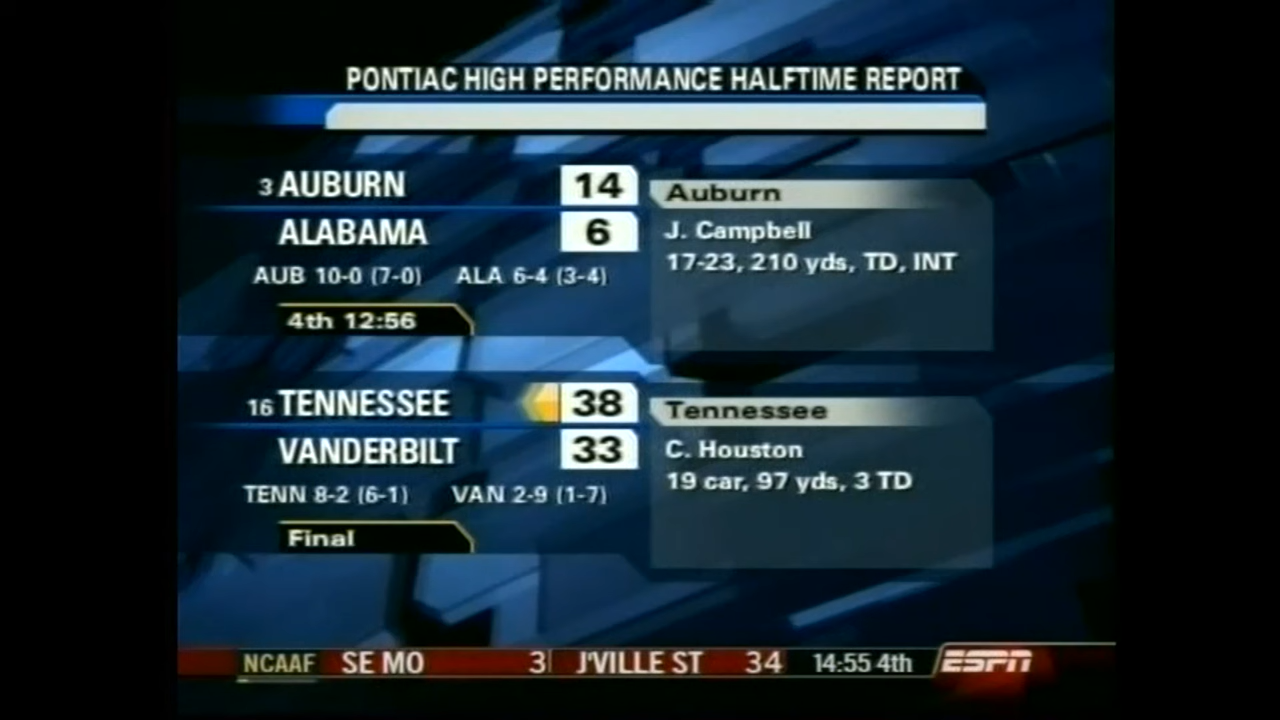 PONTIAC HIGH PERFORMANCE HALFTIME REPORT
3 AUBURN 14
ALABAMA 6
AUB 10-0 (7-0) ALA 6-4 (3-4)
4th 12:56
Auburn
J. Campbell
17-23, 210 yds, TD, INT
16 TENNESSEE 38
VANDERBILT 33
TENN 8-2 (6-1) VAN 2-9 (1-7)
Final
Tennessee
C. Houston
19 car, 97 yds, 3 TD
NCAAF SE MO 3 J'VILLE ST 34 14:55 4th ESPN